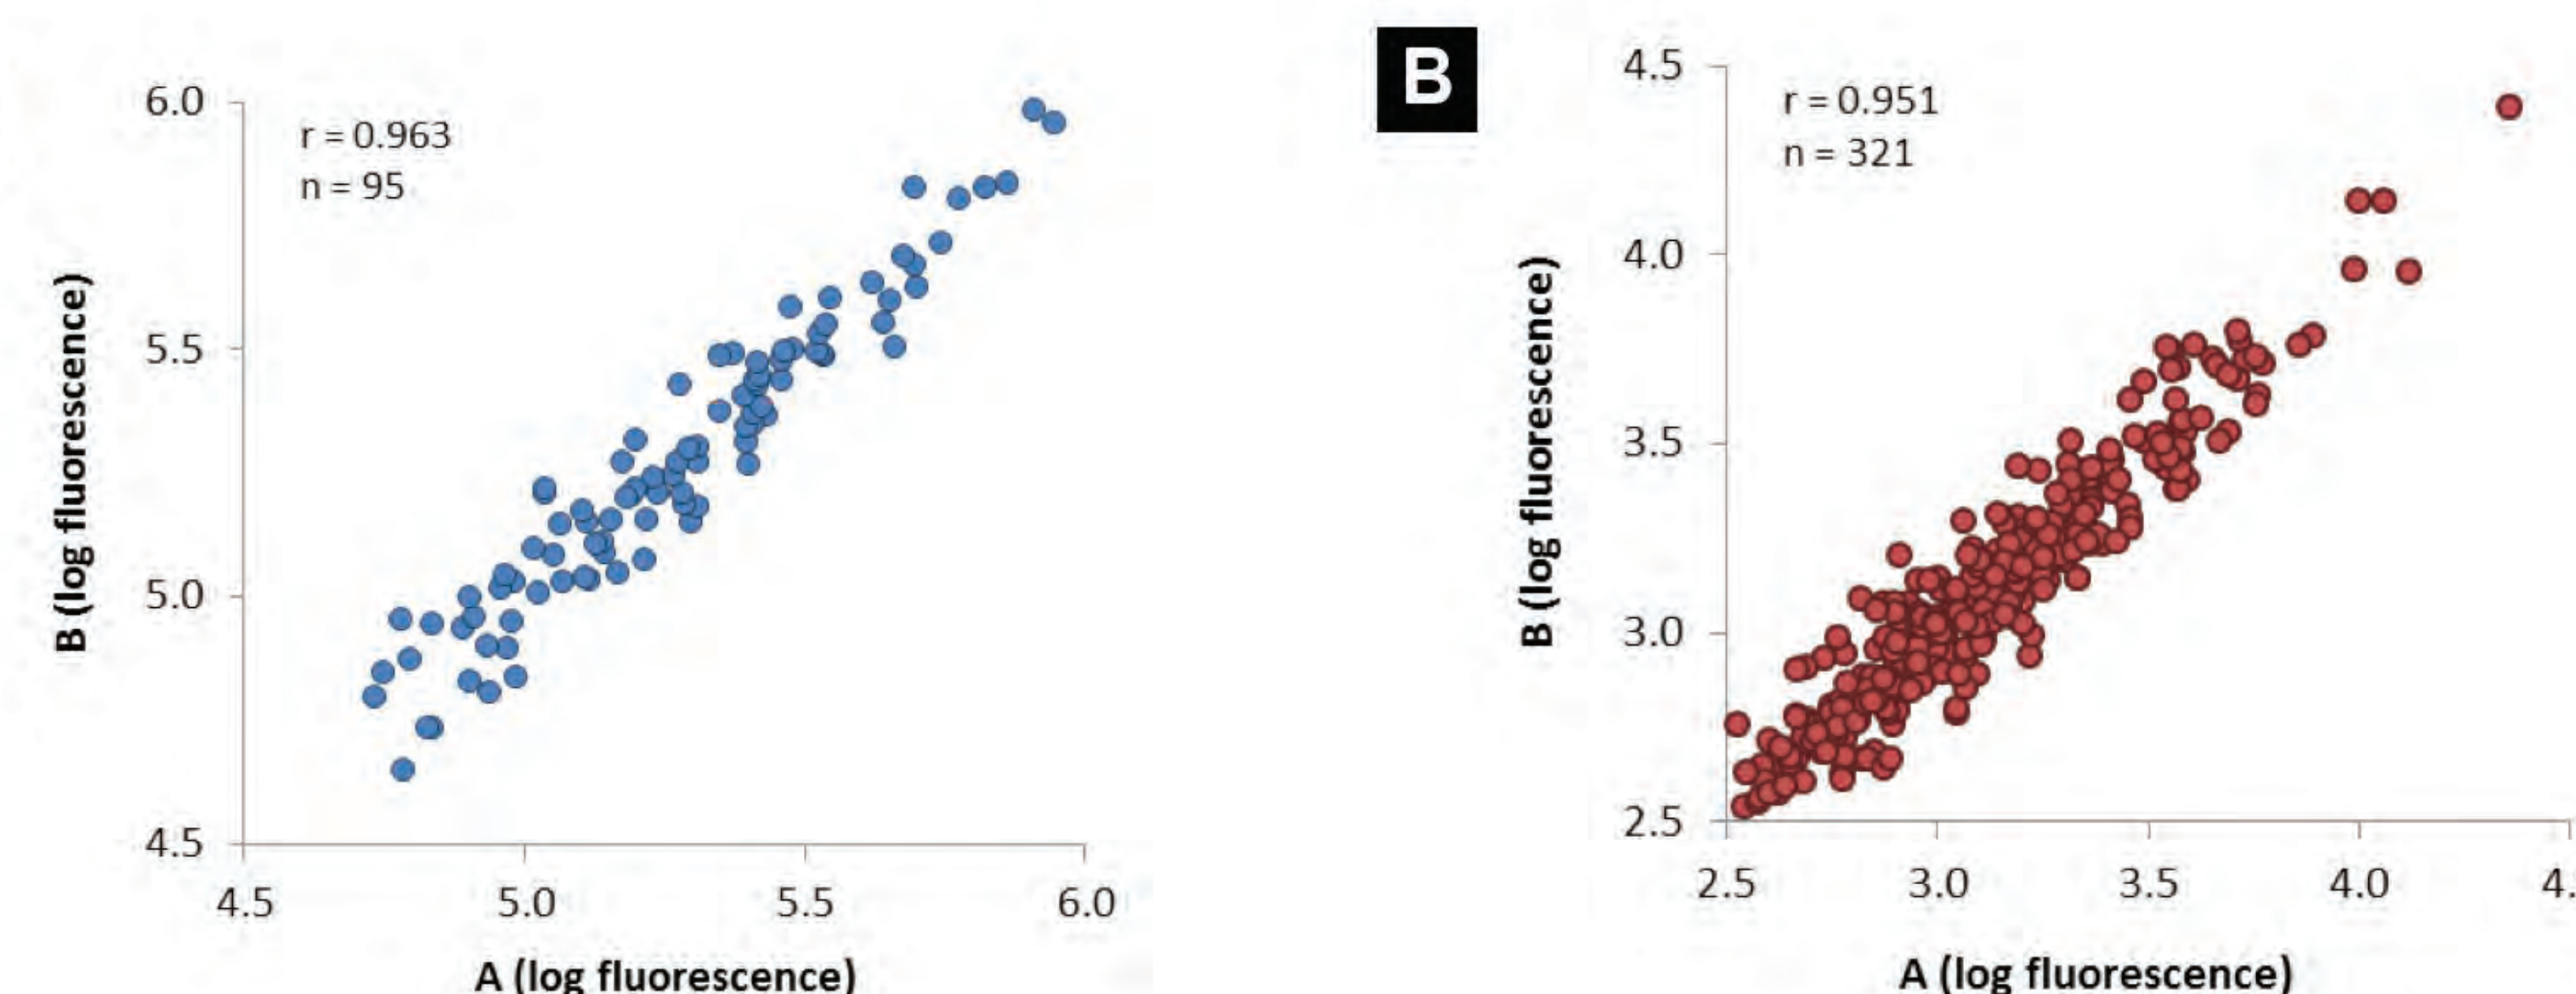 6.0
r = 0.963
n = 95
5.5
5.0
4.5
B (log fluorescence)
4.5 5.0 5.5 6.0
A (log fluorescence)
B
4.5
r = 0.951
n = 321
4.0
3.5
3.0
2.5
B (log fluorescence)
2.5 3.0 3.5 4.0 4.
A (log fluorescence)